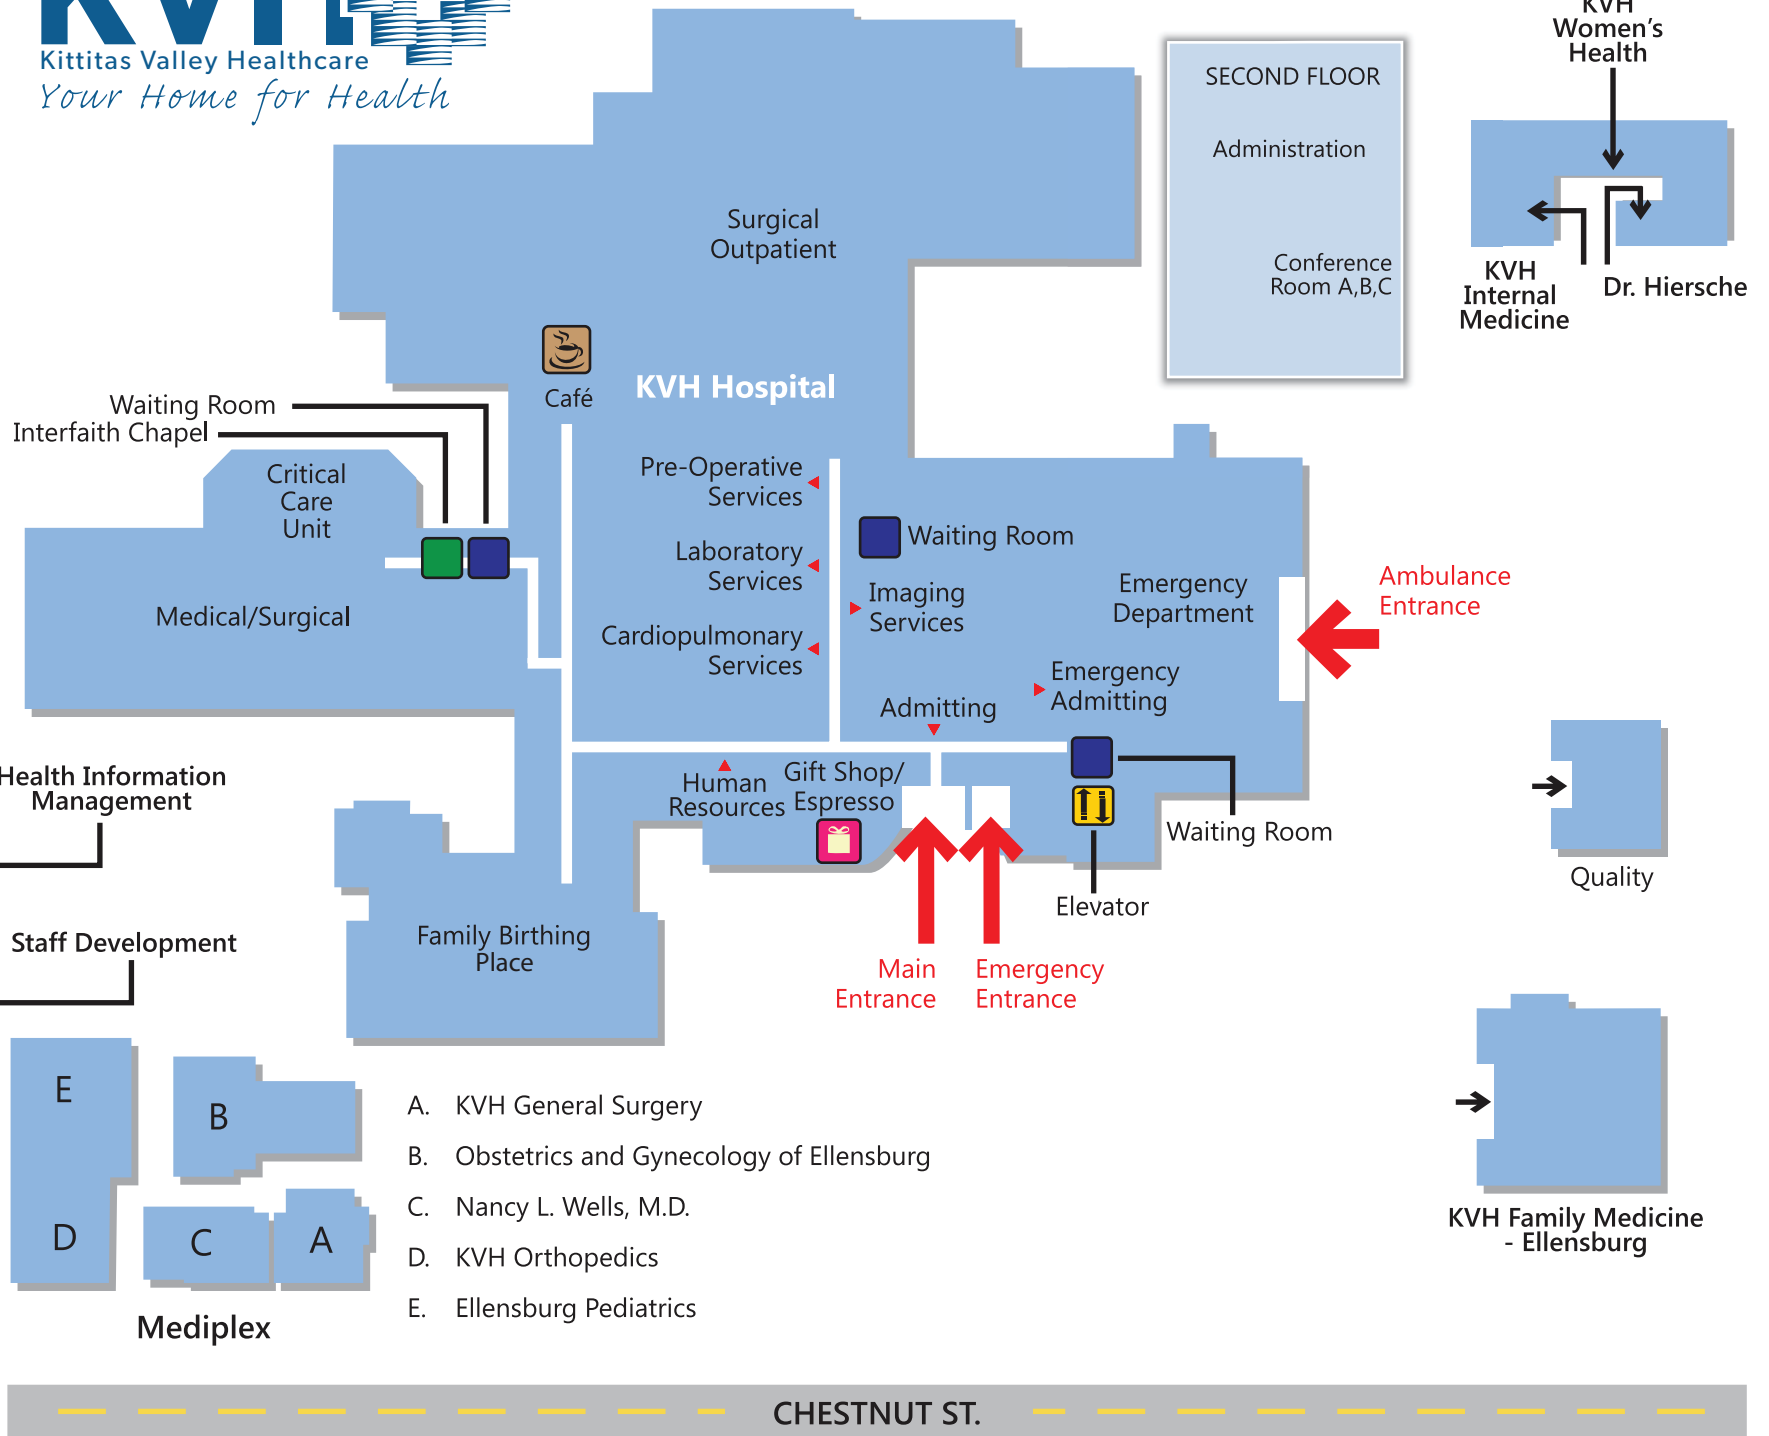 KVH
Kittitas Valley Healthcare
Your Home for Health
SECOND FLOOR
Administration
Conference
Room A,B,C
KVH
Women's
Health
KVH
Internal
Medicine
Dr. Hiersche
Surgical
Outpatient
Café
KVH Hospital
Waiting Room
Interfaith Chapel
Critical
Care
Unit
Medical/Surgical
Pre-Operative
Services
Laboratory
Services
Cardiopulmonary
Services
Waiting Room
Imaging
Services
Emergency
Department
Ambulance
Entrance
Emergency
Admitting
Admitting
Human
Resources
Gift Shop/
Espresso
Waiting Room
Elevator
Main
Entrance
Emergency
Entrance
Health Information
Management
Staff Development
Family Birthing
Place
Quality
KVH Family Medicine
- Ellensburg
E
B
D
C
A
Mediplex
A. KVH General Surgery
B. Obstetrics and Gynecology of Ellensburg
C. Nancy L. Wells, M.D.
D. KVH Orthopedics
E. Ellensburg Pediatrics
CHESTNUT ST.